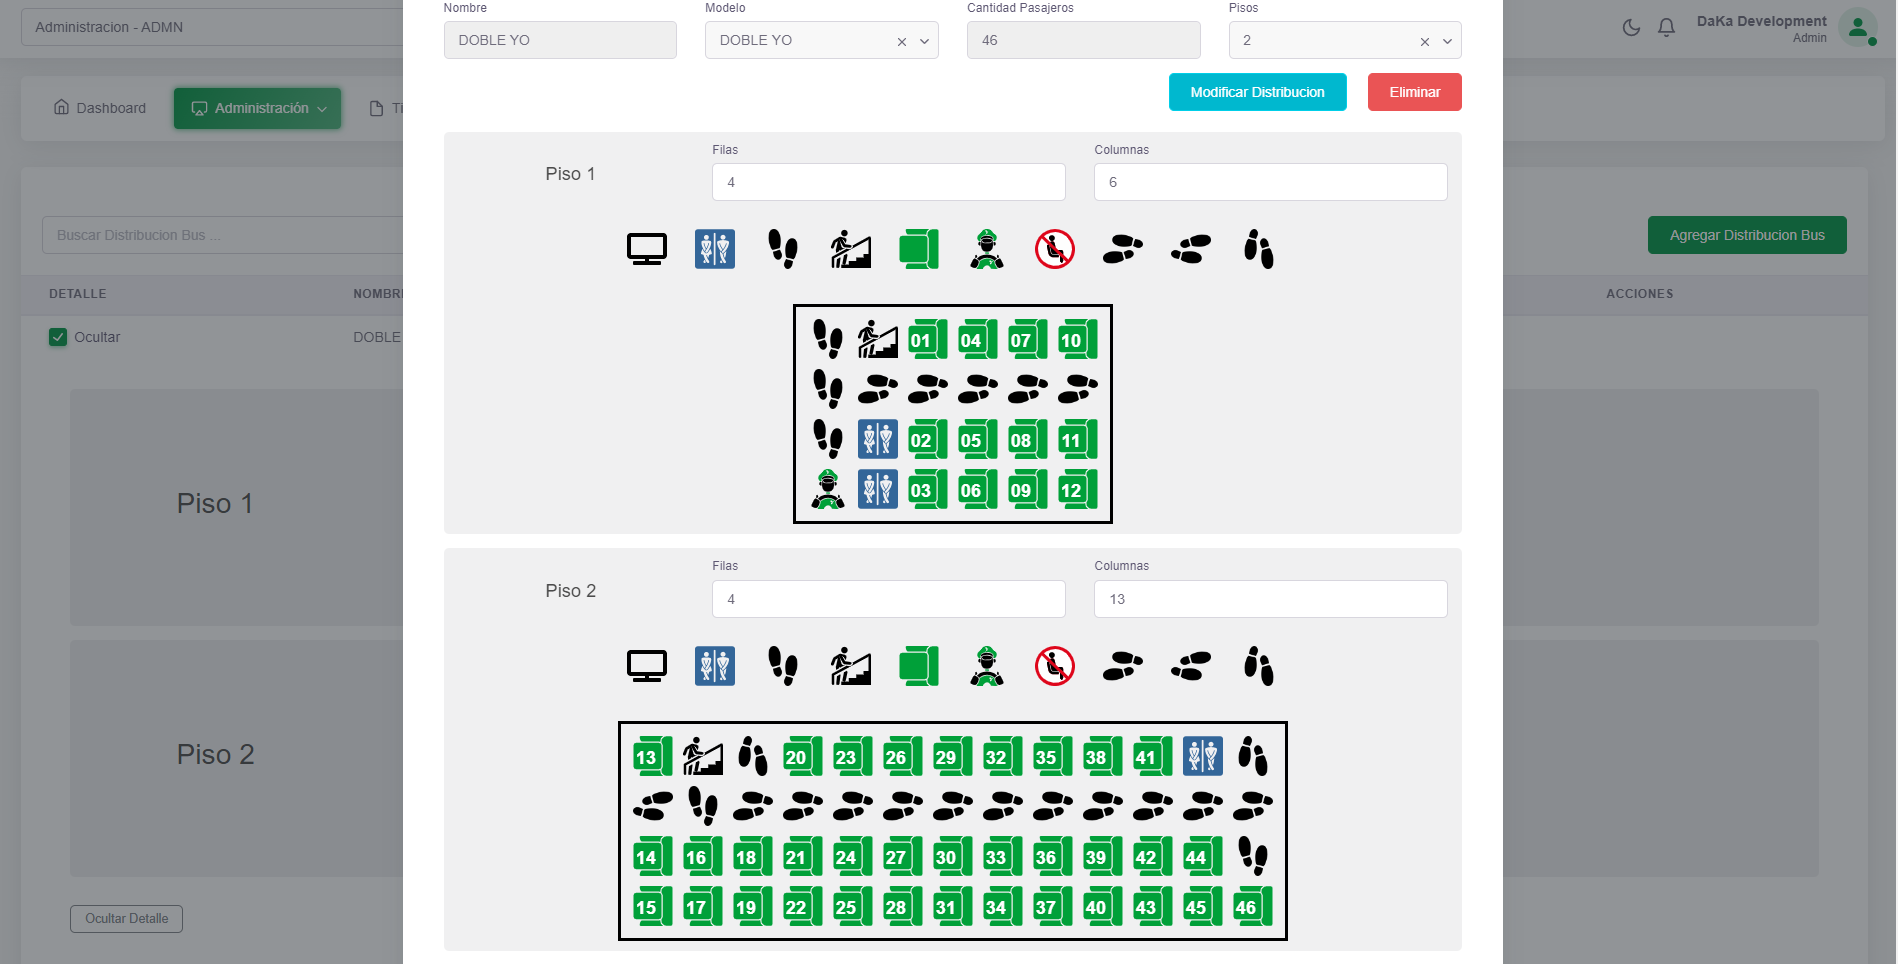 Administracion - ADMN
DaKa Development
Admin
Dashboard
Administración
Buscar Distribucion Bus ...
Agregar Distribucion Bus
DETALLE
ACCIONES
Ocultar
DOBLE
Piso 1
Piso 2
Ocultar Detalle
Nombre Modelo Cantidad Pasajeros Pisos
DOBLE YO DOBLE YO 46 2
Modificar Distribucion Eliminar
Piso 1
Filas Columnas
4 6
01 04 07 10
02 05 08 11
03 06 09 12
Piso 2
Filas Columnas
4 13
13 20 23 26 29 32 35 38 41
14 16 18 21 24 27 30 33 36 39 42 44
15 17 19 22 25 28 31 34 37 40 43 45 46